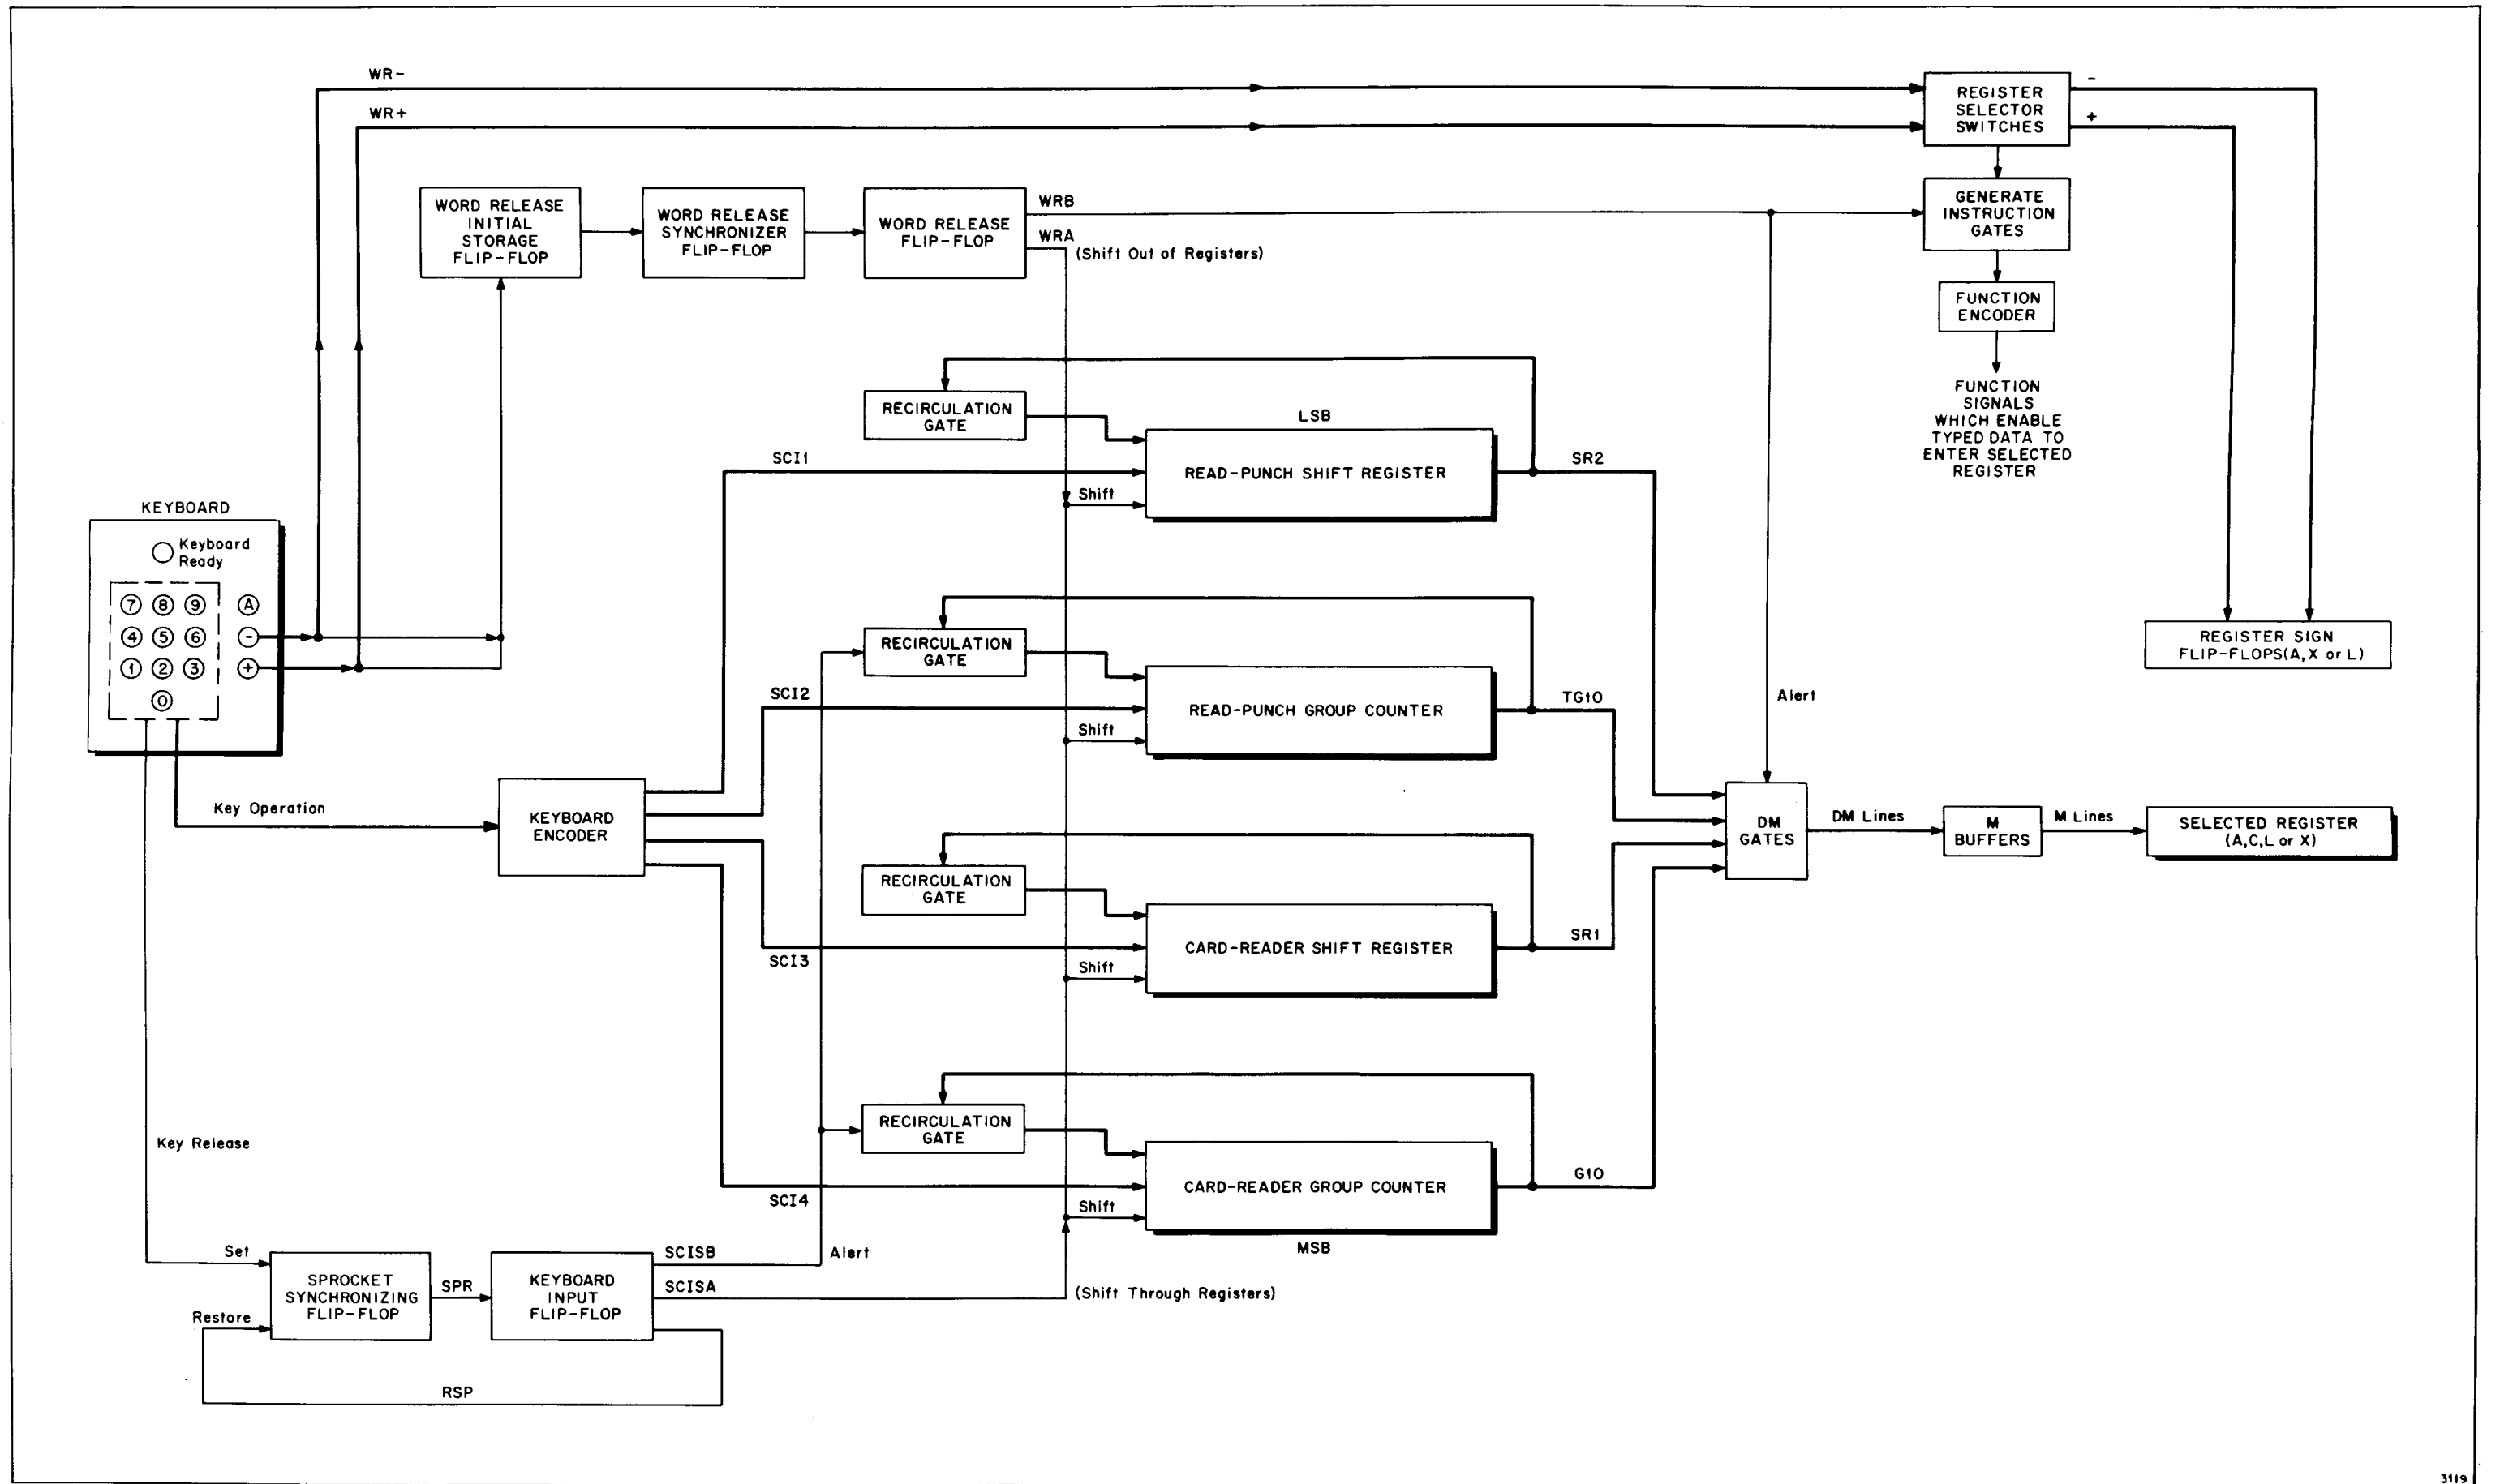 WR-
WR+
REGISTER
SELECTOR
SWITCHES
-
+
WORD RELEASE
INITIAL
STORAGE
FLIP-FLOP
WORD RELEASE
SYNCHRONIZER
FLIP-FLOP
WORD RELEASE
FLIP-FLOP
WRB
WRA
(Shift Out of Registers)
GENERATE
INSTRUCTION
GATES
FUNCTION
ENCODER
FUNCTION
SIGNALS
WHICH ENABLE
TYPED DATA TO
ENTER SELECTED
REGISTER
RECIRCULATION
GATE
LSB
SCI1
READ-PUNCH SHIFT REGISTER
SR2
Shift
KEYBOARD
Keyboard
Ready
7 8 9 A
4 5 6 -
1 2 3 +
0
RECIRCULATION
GATE
REGISTER SIGN
FLIP-FLOPS(A,X or L)
SCI2
READ-PUNCH GROUP COUNTER
TG10
Alert
Shift
Key Operation
KEYBOARD
ENCODER
DM
GATES
DM Lines
M
BUFFERS
M Lines
SELECTED REGISTER
(A,C,L or X)
RECIRCULATION
GATE
SCI3
CARD-READER SHIFT REGISTER
SR1
Shift
Key Release
RECIRCULATION
GATE
SCI4
CARD-READER GROUP COUNTER
G10
Shift
MSB
Set
SPROCKET
SYNCHRONIZING
FLIP-FLOP
SPR
KEYBOARD
INPUT
FLIP-FLOP
SCISB
Alert
SCISA
(Shift Through Registers)
Restore
RSP
3119